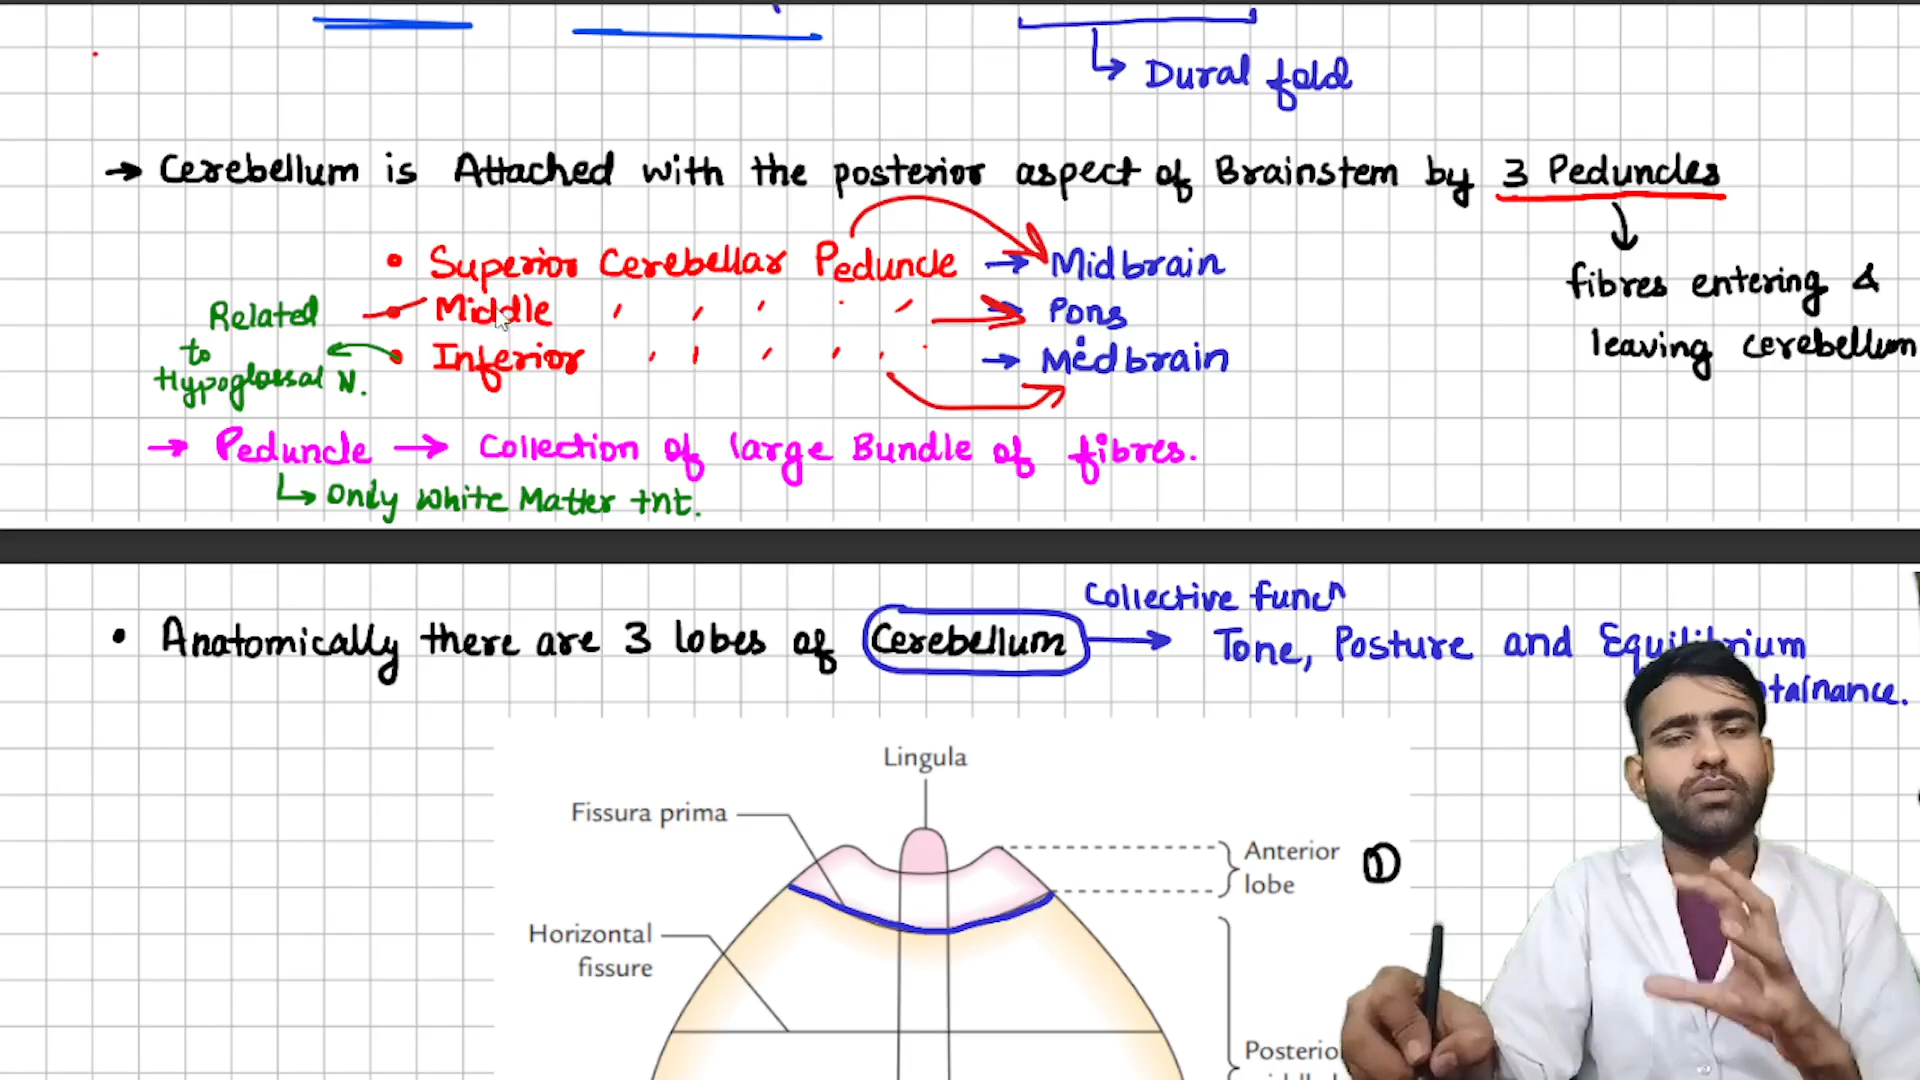 Dural fold
→ Cerebellum is Attached with the posterior aspect of Brainstem by 3 Peduncles
• Superior Cerebellar Peduncle → Midbrain
• Middle ′ ′ ′ ′ ′ → Pons
• Inferior ′ ′ ′ ′ ′ ′ → Medbrain
Related
to
Hypoglossal N.
fibres entering &
leaving cerebellum
→ Peduncle → Collection of large Bundle of fibres.
↳ Only White Matter +nt.
Collective funcⁿ
• Anatomically there are 3 lobes of Cerebellum → Tone, Posture and Equilibrium
Lingula
Fissura prima
Anterior
lobe
①
Horizontal
fissure